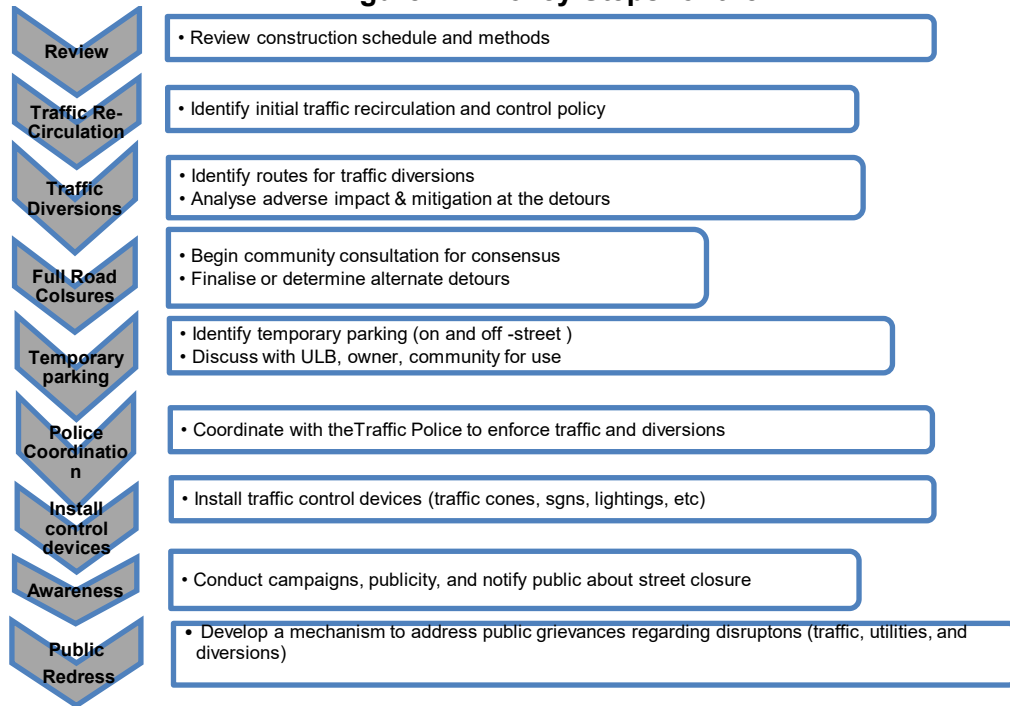 Review
• Review construction schedule and methods
Traffic Re-
Circulation
• Identify initial traffic recirculation and control policy
Traffic
Diversions
• Identify routes for traffic diversions
• Analyse adverse impact & mitigation at the detours
Full Road
Colsures
• Begin community consultation for consensus
• Finalise or determine alternate detours
Temporary
parking
• Identify temporary parking (on and off -street )
• Discuss with ULB, owner, community for use
Police
Coordinatio
n
• Coordinate with theTraffic Police to enforce traffic and diversions
Install
control
devices
• Install traffic control devices (traffic cones, sgns, lightings, etc)
Awareness
• Conduct campaigns, publicity, and notify public about street closure
Public
Redress
• Develop a mechanism to address public grievances regarding disruptons (traffic, utilities, and
diversions)